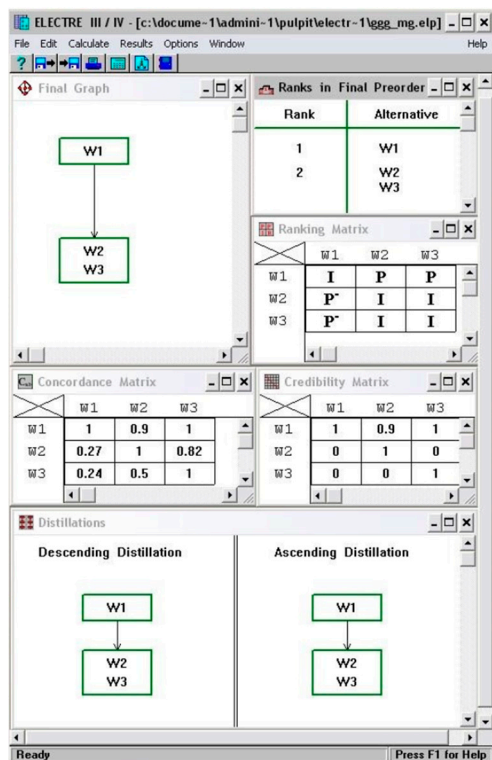 ELECTRE III / IV - [c:\docume~1\admini~1\pulpit\electr~1\ggg_mg.elp]
File Edit Calculate Results Options Window Help
Final Graph
W1
W2
W3
Ranks in Final Preorder
Rank Alternative
1 W1
2 W2
W3
Ranking Matrix
W1 W2 W3
W1 I P P
W2 P⁻ I I
W3 P⁻ I I
Concordance Matrix
W1 W2 W3
W1 1 0.9 1
W2 0.27 1 0.82
W3 0.24 0.5 1
Credibility Matrix
W1 W2 W3
W1 1 0.9 1
W2 0 1 0
W3 0 0 1
Distillations
Descending Distillation
W1
W2
W3
Ascending Distillation
W1
W2
W3
Ready Press F1 for Help